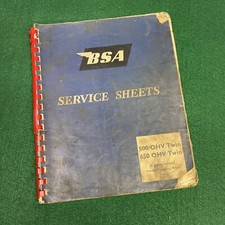 BSA
SERVICE SHEETS
500 OHV Twin
650 OHV Twin